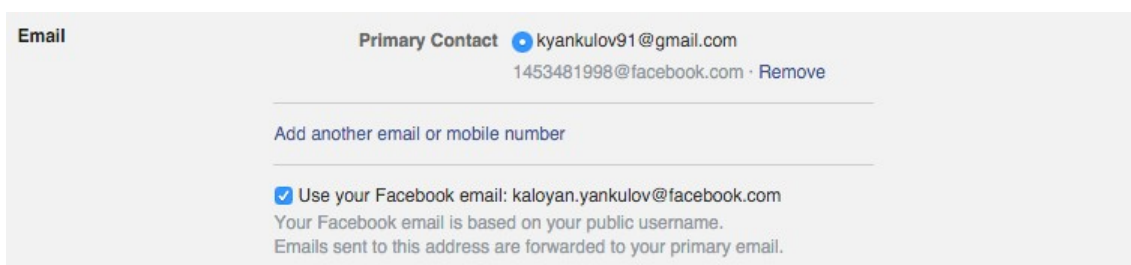 Email
Primary Contact kyankulov91@gmail.com
1453481998@facebook.com · Remove
Add another email or mobile number
Use your Facebook email: kaloyan.yankulov@facebook.com
Your Facebook email is based on your public username.
Emails sent to this address are forwarded to your primary email.